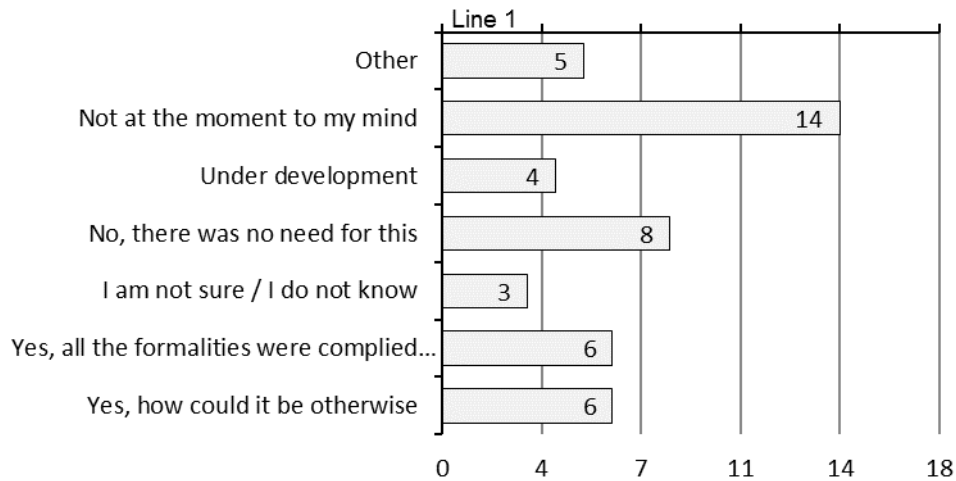 Line 1
Other
5
Not at the moment to my mind
14
Under development
4
No, there was no need for this
8
I am not sure / I do not know
3
Yes, all the formalities were complied...
6
Yes, how could it be otherwise
6
0 4 7 11 14 18